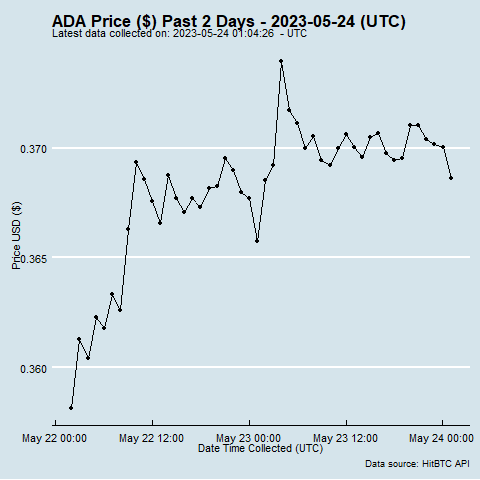 ADA Price ($) Past 2 Days - 2023-05-24 (UTC)
Latest data collected on: 2023-05-24 01:04:26 - UTC
0.370
0.365
0.360
Price USD ($)
May 22 00:00 May 22 12:00 May 23 00:00 May 23 12:00 May 24 00:00
Date Time Collected (UTC)
Data source: HitBTC API